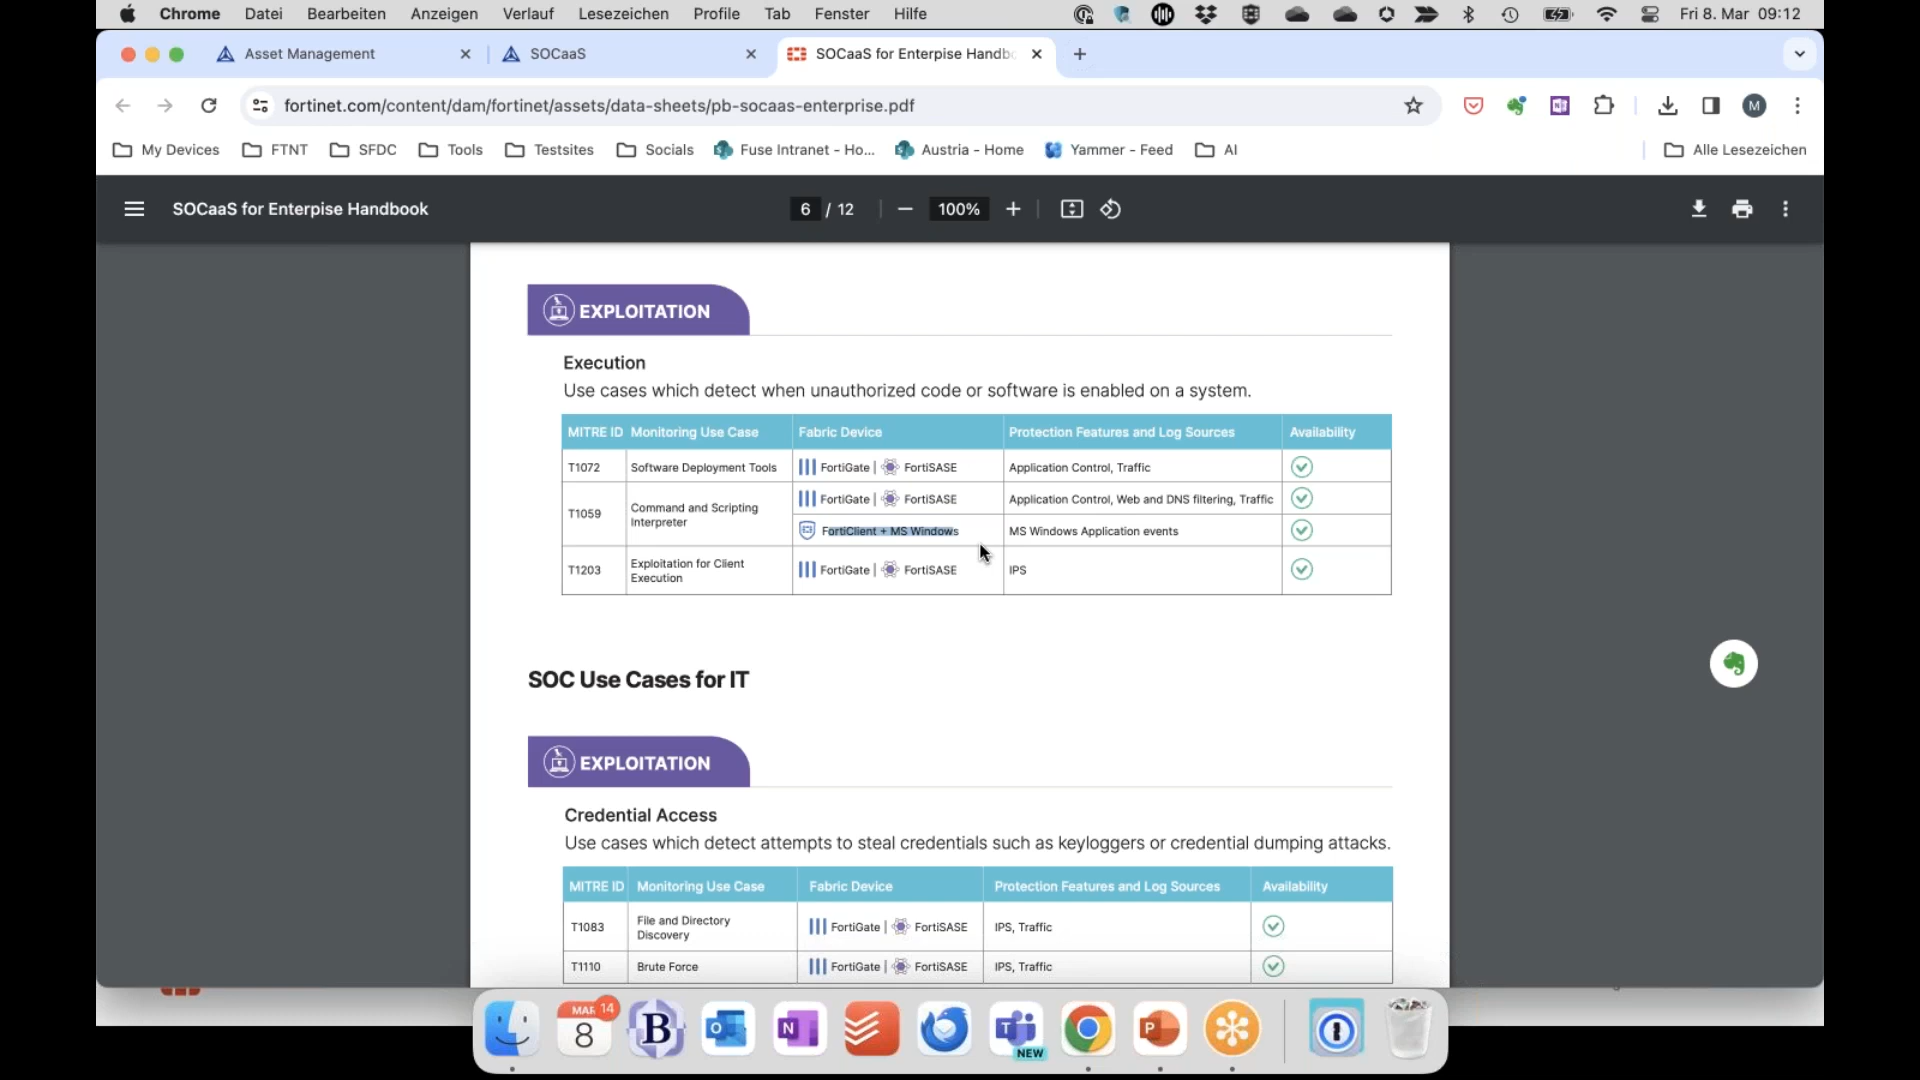 Chrome Datei Bearbeiten Anzeigen Verlauf Lesezeichen Profile Tab Fenster Hilfe Fri 8. Mar 09:12
Asset Management SOCaaS SOCaaS for Enterpise Handb
fortinet.com/content/dam/fortinet/assets/data-sheets/pb-socaas-enterprise.pdf M
My Devices FTNT SFDC Tools Testsites Socials Fuse Intranet - Ho... Austria - Home Yammer - Feed AI Alle Lesezeichen
SOCaaS for Enterpise Handbook 6 / 12 100%
EXPLOITATION
Execution
Use cases which detect when unauthorized code or software is enabled on a system.
MITRE ID Monitoring Use Case Fabric Device Protection Features and Log Sources Availability
T1072 Software Deployment Tools FortiGate | FortiSASE Application Control, Traffic
T1059 Command and Scripting Interpreter FortiGate | FortiSASE Application Control, Web and DNS filtering, Traffic
FortiClient + MS Windows MS Windows Application events
T1203 Exploitation for Client Execution FortiGate | FortiSASE IPS
SOC Use Cases for IT
EXPLOITATION
Credential Access
Use cases which detect attempts to steal credentials such as keyloggers or credential dumping attacks.
MITRE ID Monitoring Use Case Fabric Device Protection Features and Log Sources Availability
T1083 File and Directory Discovery FortiGate | FortiSASE IPS, Traffic
T1110 Brute Force FortiGate | FortiSASE IPS, Traffic
MAR 14
8 B O N T P
NEW